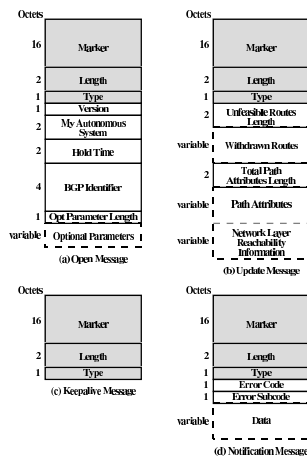 Octets
16 Marker
2 Length
1 Type
1 Version
2 My Autonomous
System
2 Hold Time
4 BGP Identifier
1 Opt Parameter Length
variable Optional Parameters
(a) Open Message
Octets
16 Marker
2 Length
1 Type
2 Unfeasible Routes
Length
variable Withdrawn Routes
2 Total Path
Attributes Length
variable Path Attributes
variable Network Layer
Reachability
Information
(b) Update Message
Octets
16 Marker
2 Length
1 Type
(c) Keepalive Message
Octets
16 Marker
2 Length
1 Type
1 Error Code
1 Error Subcode
variable Data
(d) Notification Message